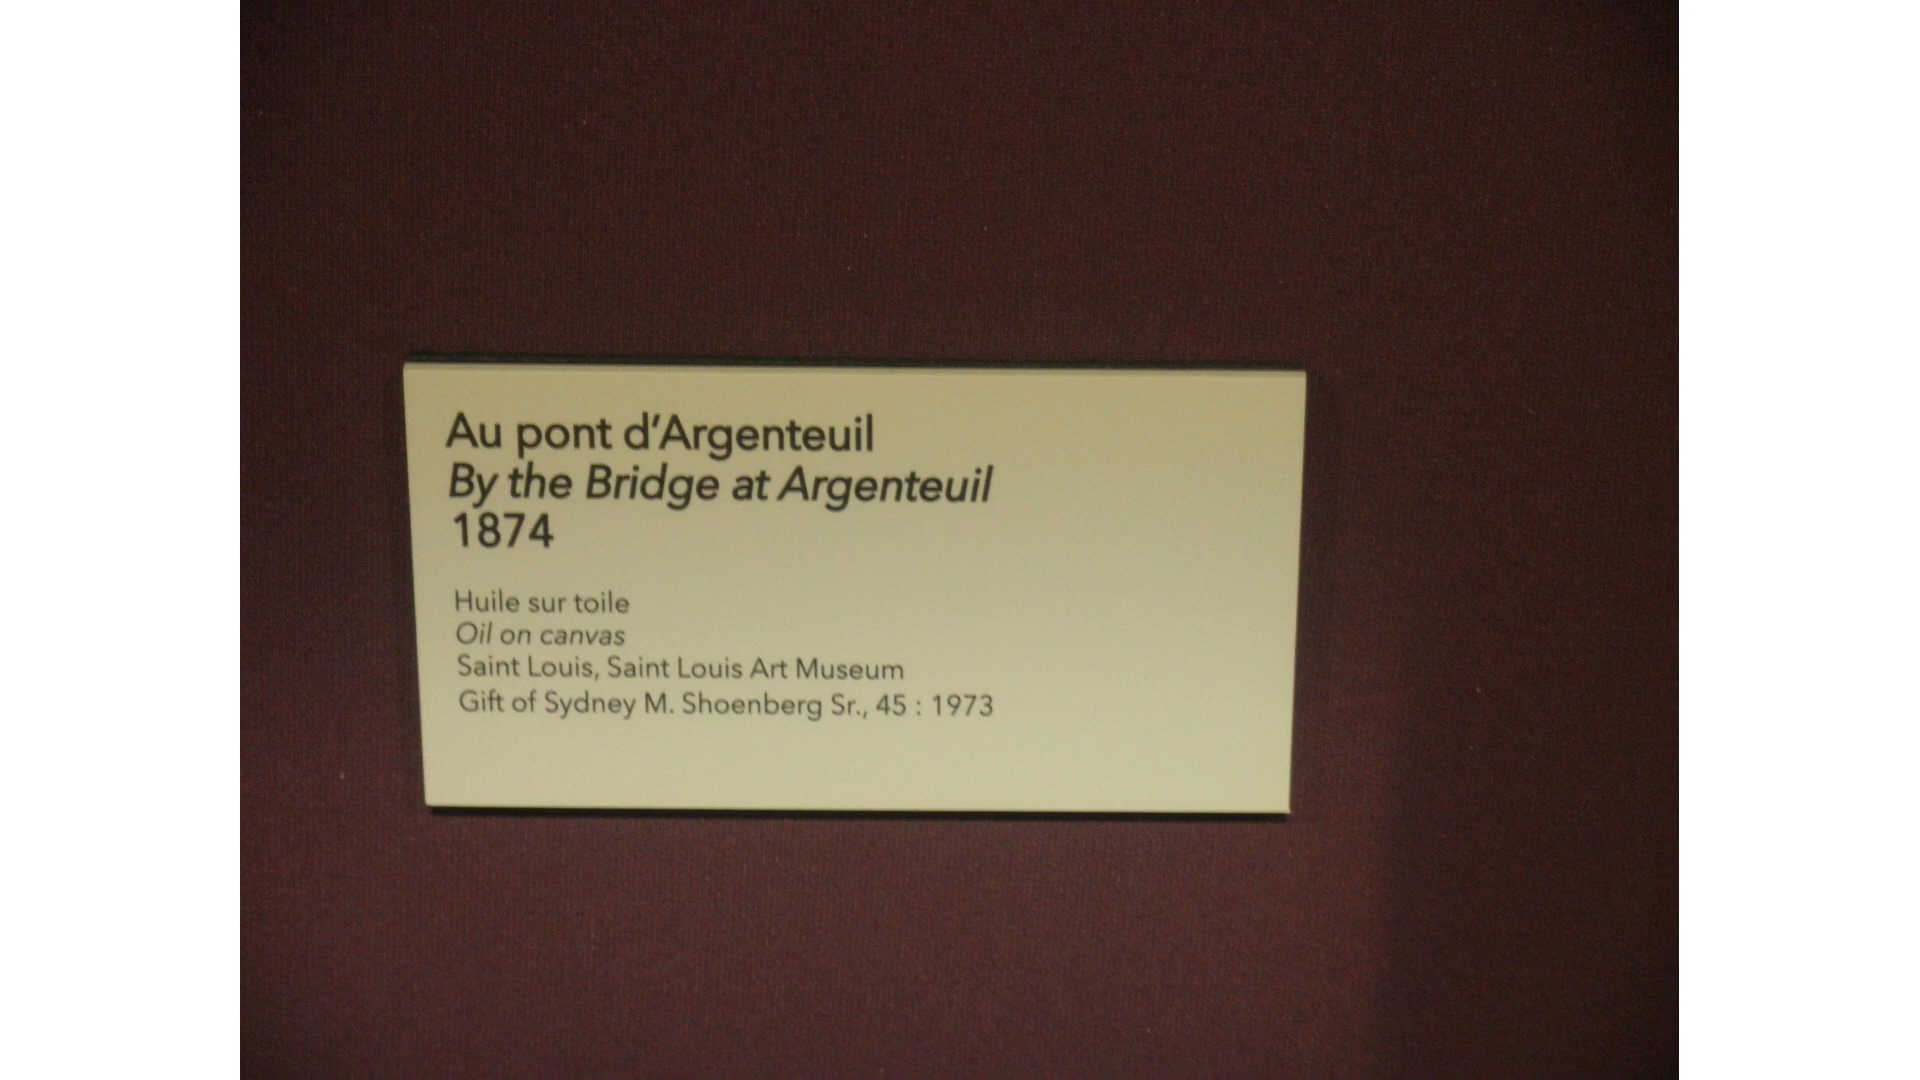 Au pont d'Argenteuil
By the Bridge at Argenteuil
1874
Huile sur toile
Oil on canvas
Saint Louis, Saint Louis Art Museum
Gift of Sydney M. Shoenberg Sr., 45 : 1973